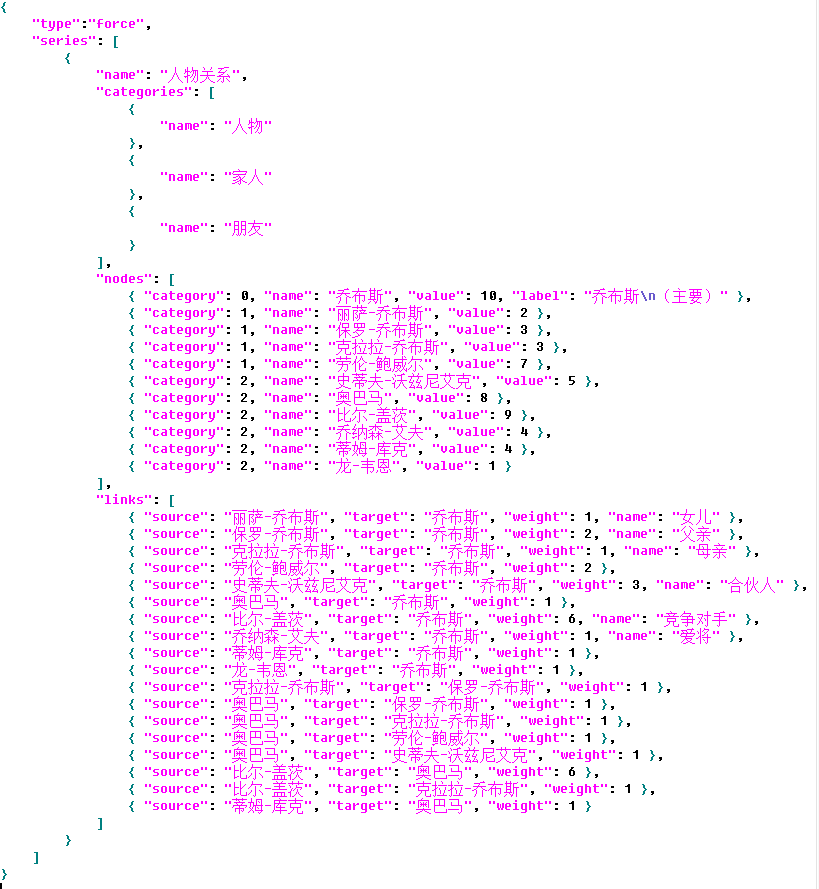 {
    "type":"force",
    "series": [
        {
            "name": "人物关系",
            "categories": [
                {
                    "name": "人物"
                },
                {
                    "name": "家人"
                },
                {
                    "name": "朋友"
                }
            ],
            "nodes": [
                { "category": 0, "name": "乔布斯", "value": 10, "label": "乔布斯\n（主要）" },
                { "category": 1, "name": "丽萨-乔布斯", "value": 2 },
                { "category": 1, "name": "保罗-乔布斯", "value": 3 },
                { "category": 1, "name": "克拉拉-乔布斯", "value": 3 },
                { "category": 1, "name": "劳伦-鲍威尔", "value": 7 },
                { "category": 2, "name": "史蒂夫-沃兹尼艾克", "value": 5 },
                { "category": 2, "name": "奥巴马", "value": 8 },
                { "category": 2, "name": "比尔-盖茨", "value": 9 },
                { "category": 2, "name": "乔纳森-艾夫", "value": 4 },
                { "category": 2, "name": "蒂姆-库克", "value": 4 },
                { "category": 2, "name": "龙-韦恩", "value": 1 }
            ],
            "links": [
                { "source": "丽萨-乔布斯", "target": "乔布斯", "weight": 1, "name": "女儿" },
                { "source": "保罗-乔布斯", "target": "乔布斯", "weight": 2, "name": "父亲" },
                { "source": "克拉拉-乔布斯", "target": "乔布斯", "weight": 1, "name": "母亲" },
                { "source": "劳伦-鲍威尔", "target": "乔布斯", "weight": 2 },
                { "source": "史蒂夫-沃兹尼艾克", "target": "乔布斯", "weight": 3, "name": "合伙人" },
                { "source": "奥巴马", "target": "乔布斯", "weight": 1 },
                { "source": "比尔-盖茨", "target": "乔布斯", "weight": 6, "name": "竞争对手" },
                { "source": "乔纳森-艾夫", "target": "乔布斯", "weight": 1, "name": "爱将" },
                { "source": "蒂姆-库克", "target": "乔布斯", "weight": 1 },
                { "source": "龙-韦恩", "target": "乔布斯", "weight": 1 },
                { "source": "克拉拉-乔布斯", "target": "保罗-乔布斯", "weight": 1 },
                { "source": "奥巴马", "target": "保罗-乔布斯", "weight": 1 },
                { "source": "奥巴马", "target": "克拉拉-乔布斯", "weight": 1 },
                { "source": "奥巴马", "target": "劳伦-鲍威尔", "weight": 1 },
                { "source": "奥巴马", "target": "史蒂夫-沃兹尼艾克", "weight": 1 },
                { "source": "比尔-盖茨", "target": "奥巴马", "weight": 6 },
                { "source": "比尔-盖茨", "target": "克拉拉-乔布斯", "weight": 1 },
                { "source": "蒂姆-库克", "target": "奥巴马", "weight": 1 }
            ]
        }
    ]
}